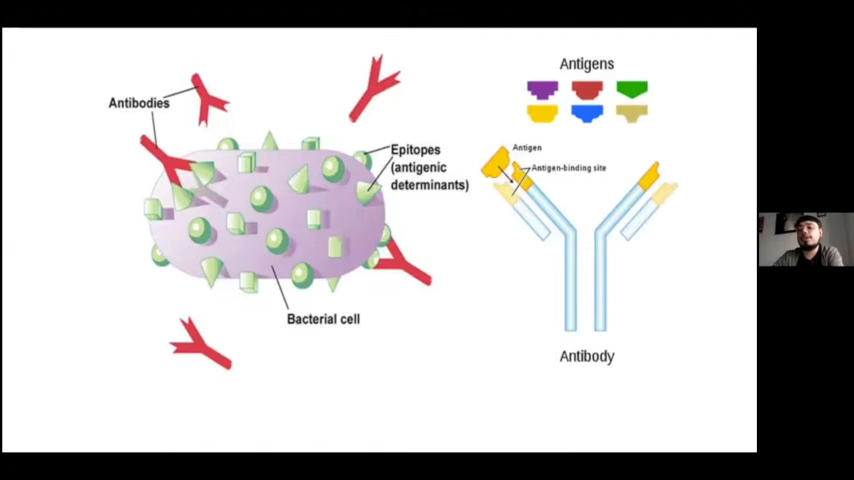 Antibodies
Epitopes
(antigenic
determinants)
Bacterial cell
Antigens
Antigen
Antigen-binding site
Antibody